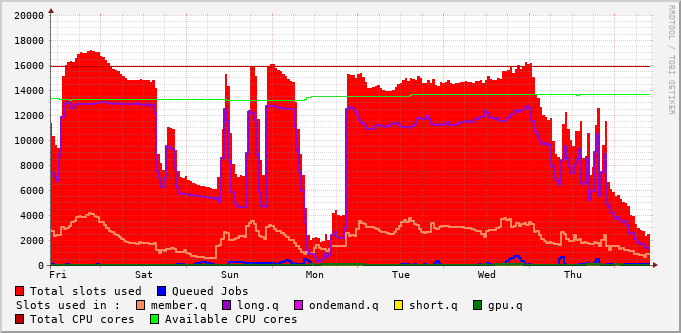 20000
18000
16000
14000
12000
10000
8000
6000
4000
2000
0
Fri Sat Sun Mon Tue Wed Thu
RRDTOOL / TOBI OETIKER
Total slots used Queued Jobs
Slots used in : member.q long.q ondemand.q short.q gpu.q
Total CPU cores Available CPU cores